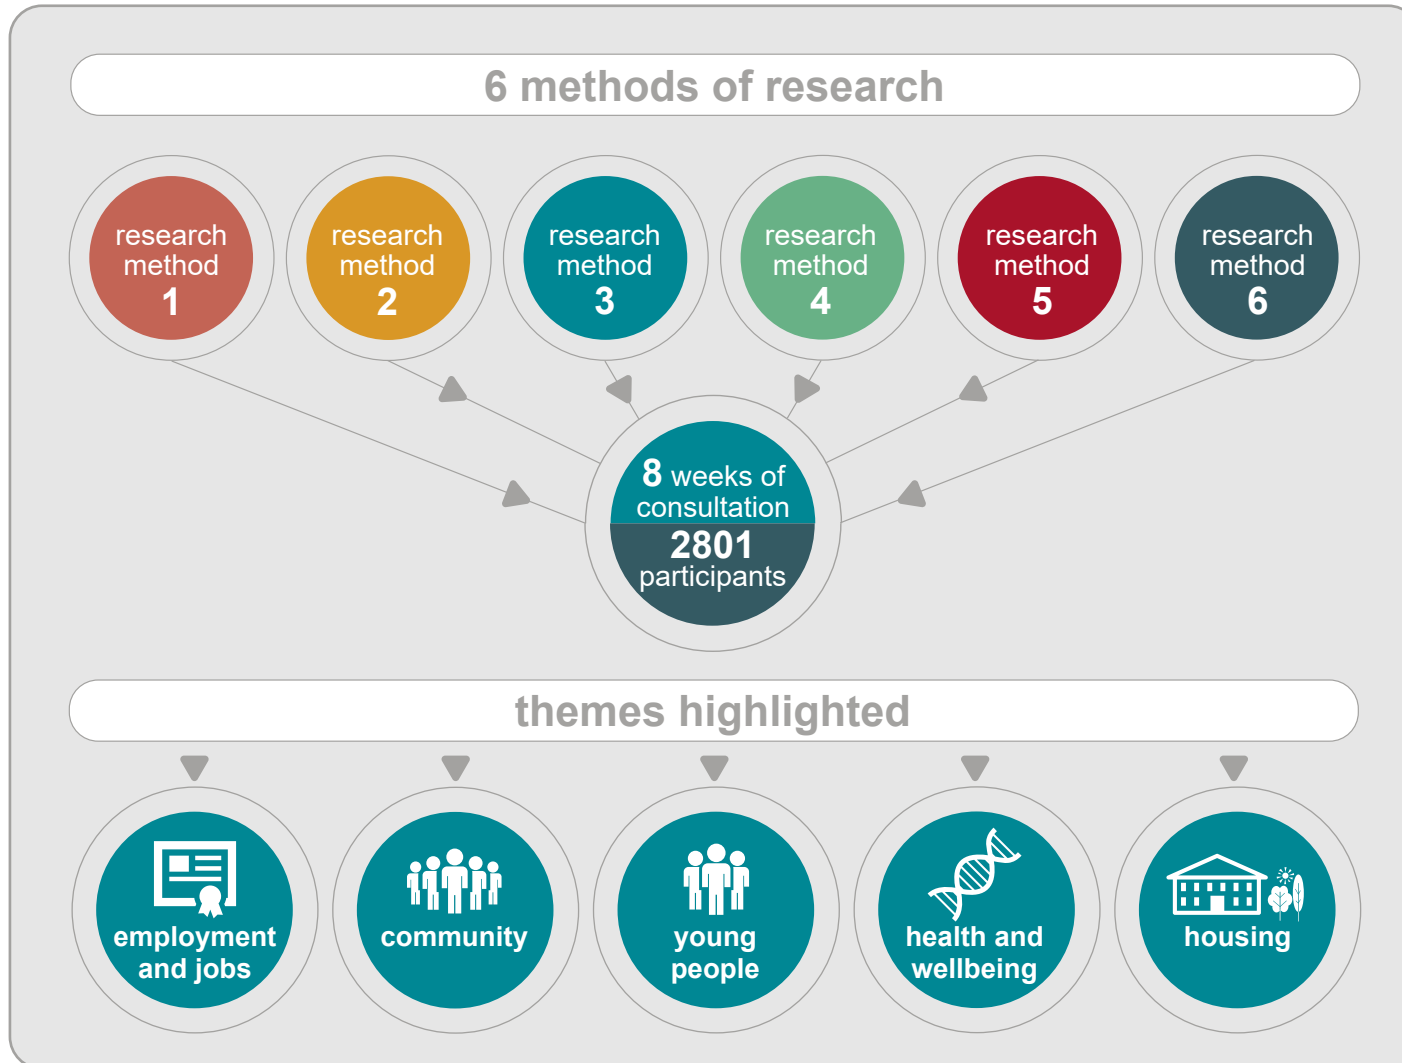 6 methods of research
research
method
1
research
method
2
research
method
3
research
method
4
research
method
5
research
method
6
8 weeks of
consultation
2801
participants
themes highlighted
employment
and jobs
community
young
people
health and
wellbeing
housing